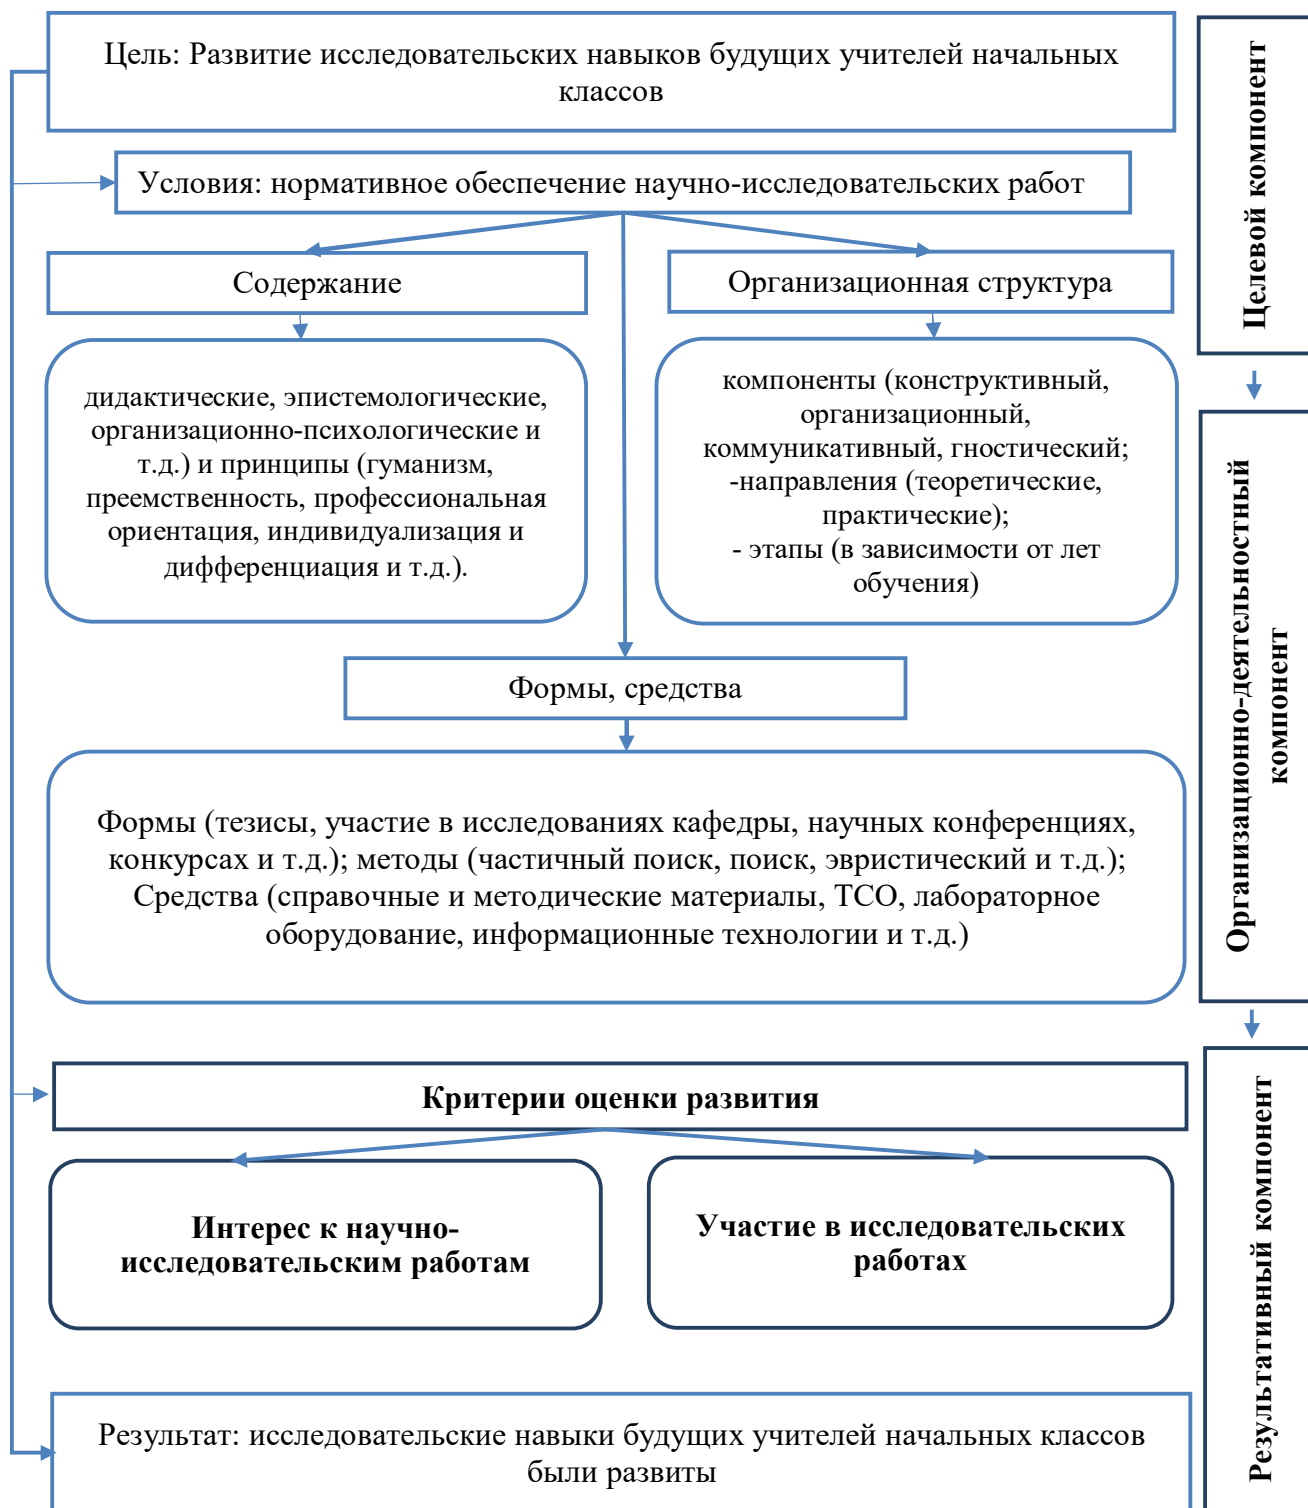 Цель: Развитие исследовательских навыков будущих учителей начальных
классов
Условия: нормативное обеспечение научно-исследовательских работ
Содержание
Организационная структура
дидактические, эпистемологические,
организационно-психологические и
т.д.) и принципы (гуманизм,
преемственность, профессиональная
ориентация, индивидуализация и
дифференциация и т.д.).
компоненты (конструктивный,
организационный,
коммуникативный, гностический;
-направления (теоретические,
практические);
- этапы (в зависимости от лет
обучения)
Формы, средства
Формы (тезисы, участие в исследованиях кафедры, научных конференциях,
конкурсах и т.д.); методы (частичный поиск, поиск, эвристический и т.д.);
Средства (справочные и методические материалы, ТСО, лабораторное
оборудование, информационные технологии и т.д.)
Критерии оценки развития
Интерес к научно-
исследовательским работам
Участие в исследовательских
работах
Результат: исследовательские навыки будущих учителей начальных классов
были развиты
Целевой компонент
Организационно-деятельностный
компонент
Результативный компонент